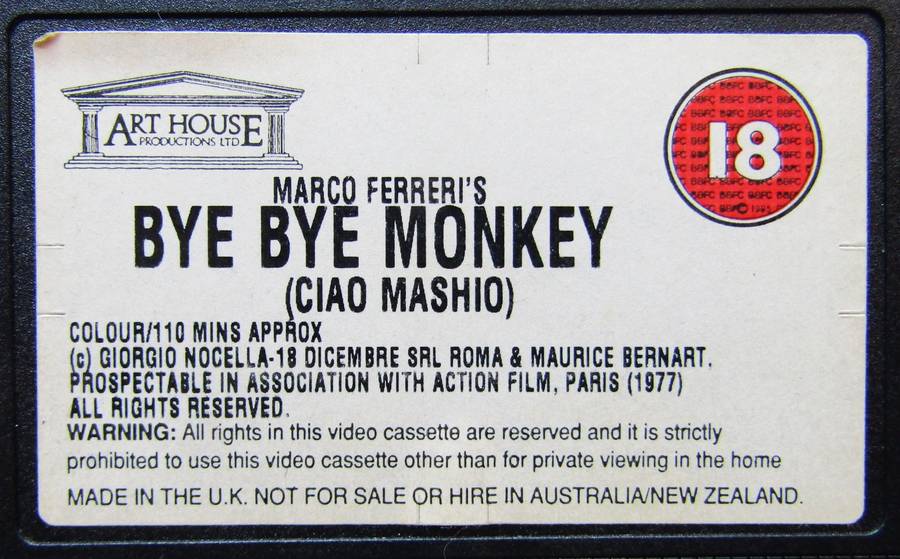 ART HOUSE
PRODUCTIONS LTD.
18
MARCO FERRERI'S
BYE BYE MONKEY
(CIAO MASHIO)
COLOUR/110 MINS APPROX
(c) GIORGIO NOCELLA-18 DICEMBRE SRL ROMA & MAURICE BERNART.
PROSPECTABLE IN ASSOCIATION WITH ACTION FILM, PARIS (1977)
ALL RIGHTS RESERVED.
WARNING: All rights in this video cassette are reserved and it is strictly
prohibited to use this video cassette other than for private viewing in the home
MADE IN THE U.K. NOT FOR SALE OR HIRE IN AUSTRALIA/NEW ZEALAND.